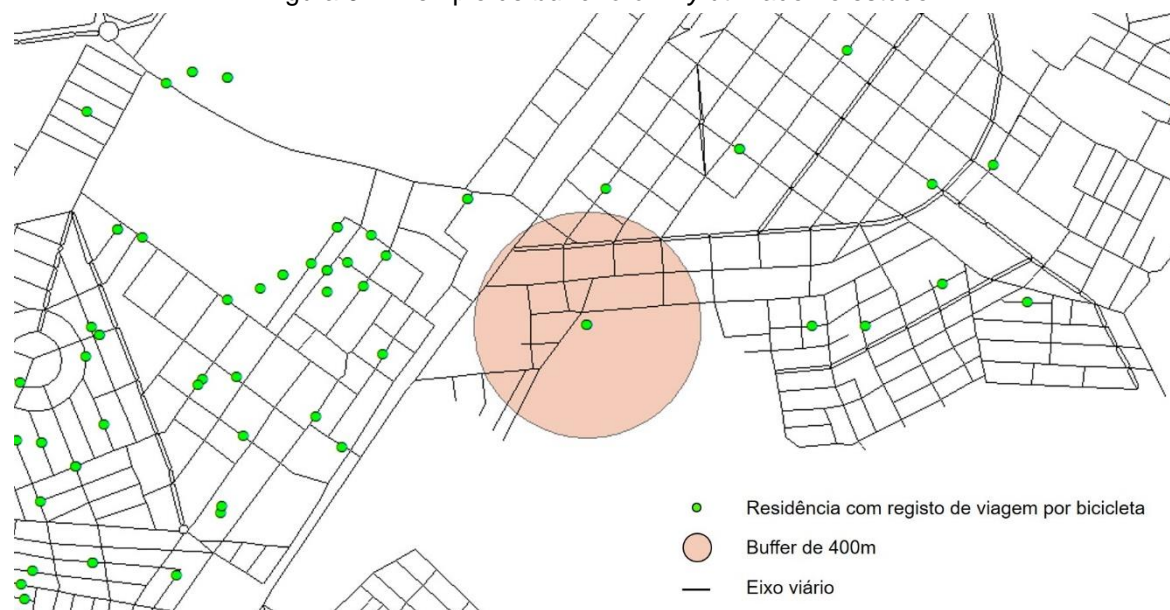 Residência com registo de viagem por bicicleta
Buffer de 400m
Eixo viário